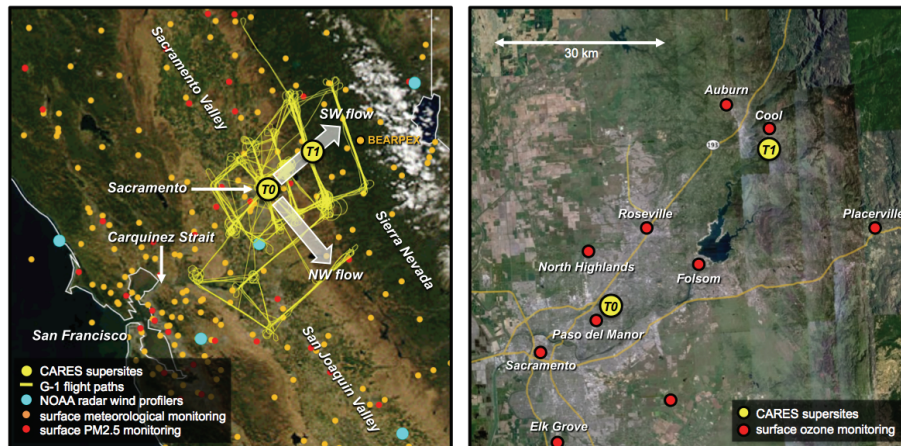 Sacramento Valley
SW flow
BEARPEX
T1
T0
Sacramento
Carquinez Strait
NW flow
Sierra Nevada
San Francisco
San Joaquin Valley
CARES supersites
G-1 flight paths
NOAA radar wind profilers
surface meteorological monitoring
surface PM2.5 monitoring
30 km
Auburn
Cool
T1
193
Roseville
Placerville
North Highlands
Folsom
T0
Paso del Manor
Sacramento
Elk Grove
CARES supersites
surface ozone monitoring